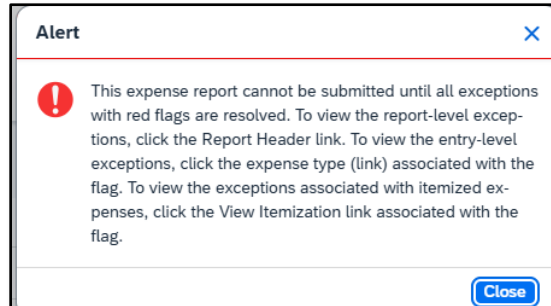 Alert
This expense report cannot be submitted until all exceptions
with red flags are resolved. To view the report-level excep-
tions, click the Report Header link. To view the entry-level
exceptions, click the expense type (link) associated with the
flag. To view the exceptions associated with itemized ex-
penses, click the View Itemization link associated with the
flag.
Close